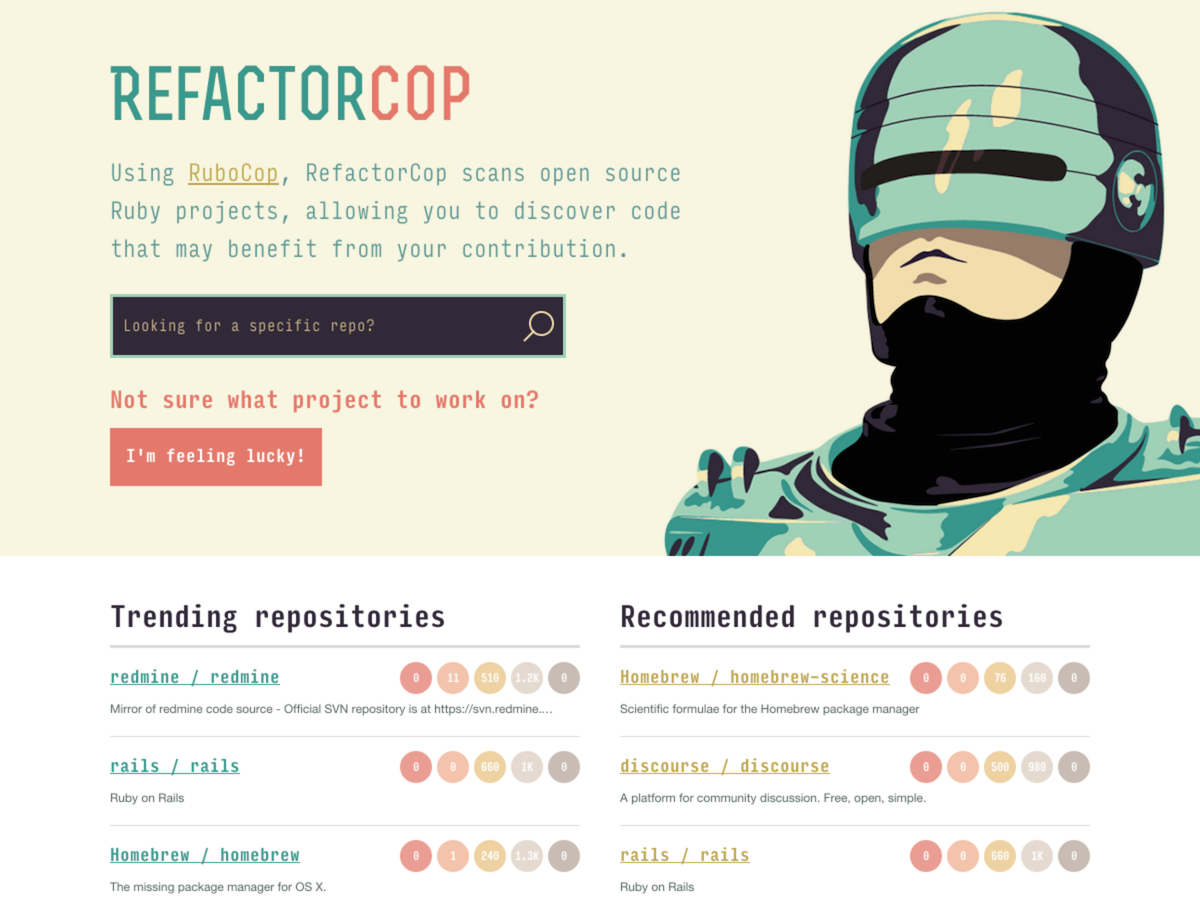 REFACTORCOP
Using RuboCop, RefactorCop scans open source
Ruby projects, allowing you to discover code
that may benefit from your contribution.
Looking for a specific repo?
Not sure what project to work on?
I'm feeling lucky!
Trending repositories
redmine / redmine 0 11 510 1.2K 0
Mirror of redmine code source - Official SVN repository is at https://svn.redmine....
rails / rails 0 0 660 1K 0
Ruby on Rails
Homebrew / homebrew 0 1 240 1.3K 0
The missing package manager for OS X.
Recommended repositories
Homebrew / homebrew-science 0 0 76 160 0
Scientific formulae for the Homebrew package manager
discourse / discourse 0 0 500 980 0
A platform for community discussion. Free, open, simple.
rails / rails 0 0 660 1K 0
Ruby on Rails